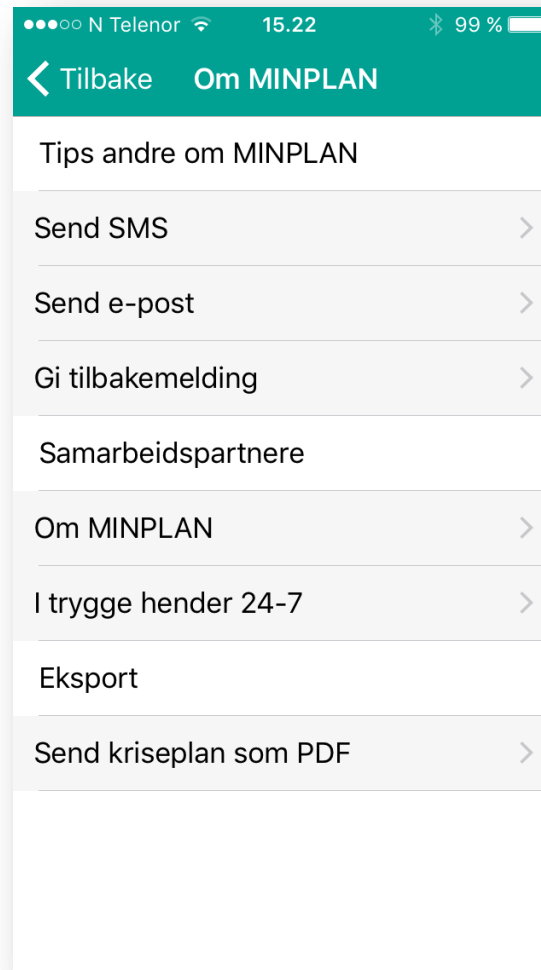 N Telenor 15.22 99 %
Tilbake Om MINPLAN
Tips andre om MINPLAN
Send SMS
Send e-post
Gi tilbakemelding
Samarbeidspartnere
Om MINPLAN
I trygge hender 24-7
Eksport
Send kriseplan som PDF